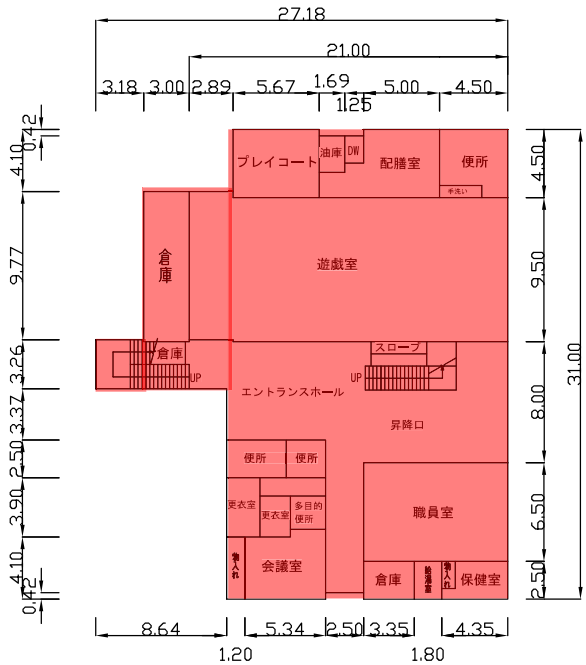 27.18
21.00
3.18 3.00 2.89 5.67 1.69 5.00 4.50
1.25
0.42
4.10
プレイコート
油庫
DW
配膳室
便所
手洗い
4.50
9.77
倉庫
遊戯室
9.50
31.00
3.26
倉庫
UP
スロープ
UP
エントランスホール
昇降口
8.00
3.37
2.50
便所
便所
3.90
更衣室
更衣室
多目的
便所
職員室
6.50
4.10
物入れ
会議室
倉庫
給湯室
物入れ
保健室
2.50
0.42
8.64 5.34 2.50 3.35 4.35
1.20 1.80